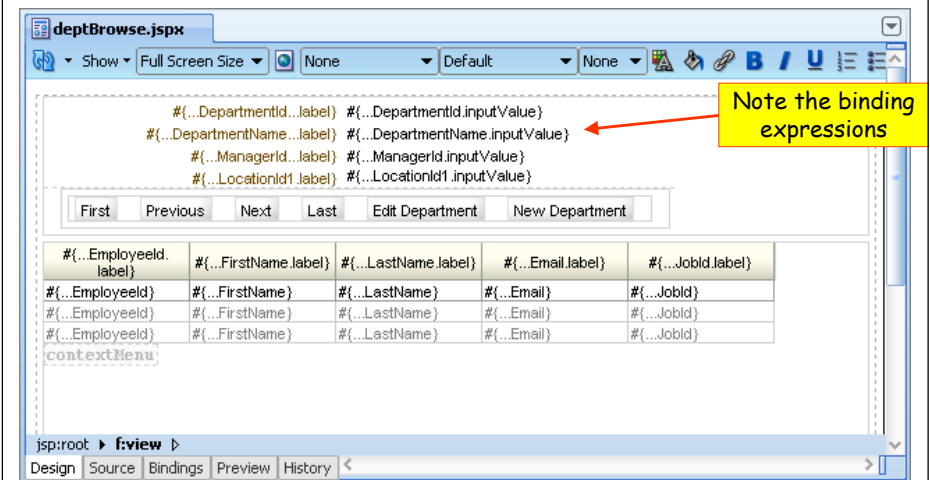 deptBrowse.jspx
Show Full Screen Size None Default None B I U
Note the binding
expressions
#{...DepartmentId...label} #{...DepartmentId.inputValue}
#{...DepartmentName...label} #{...DepartmentName.inputValue}
#{...ManagerId...label} #{...ManagerId.inputValue}
#{...LocationId1.label} #{...LocationId1.inputValue}
First Previous Next Last Edit Department New Department
#{...EmployeeId.
label} #{...FirstName.label} #{...LastName.label} #{...Email.label} #{...JobId.label}
#{...EmployeeId} #{...FirstName} #{...LastName} #{...Email} #{...JobId}
#{...EmployeeId} #{...FirstName} #{...LastName} #{...Email} #{...JobId}
#{...EmployeeId} #{...FirstName} #{...LastName} #{...Email} #{...JobId}
contextMenu
jsp:root f:view
Design Source Bindings Preview History